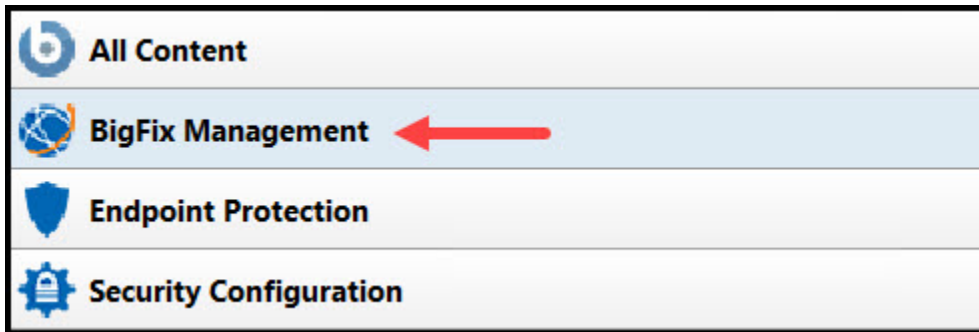 All Content
BigFix Management
Endpoint Protection
Security Configuration